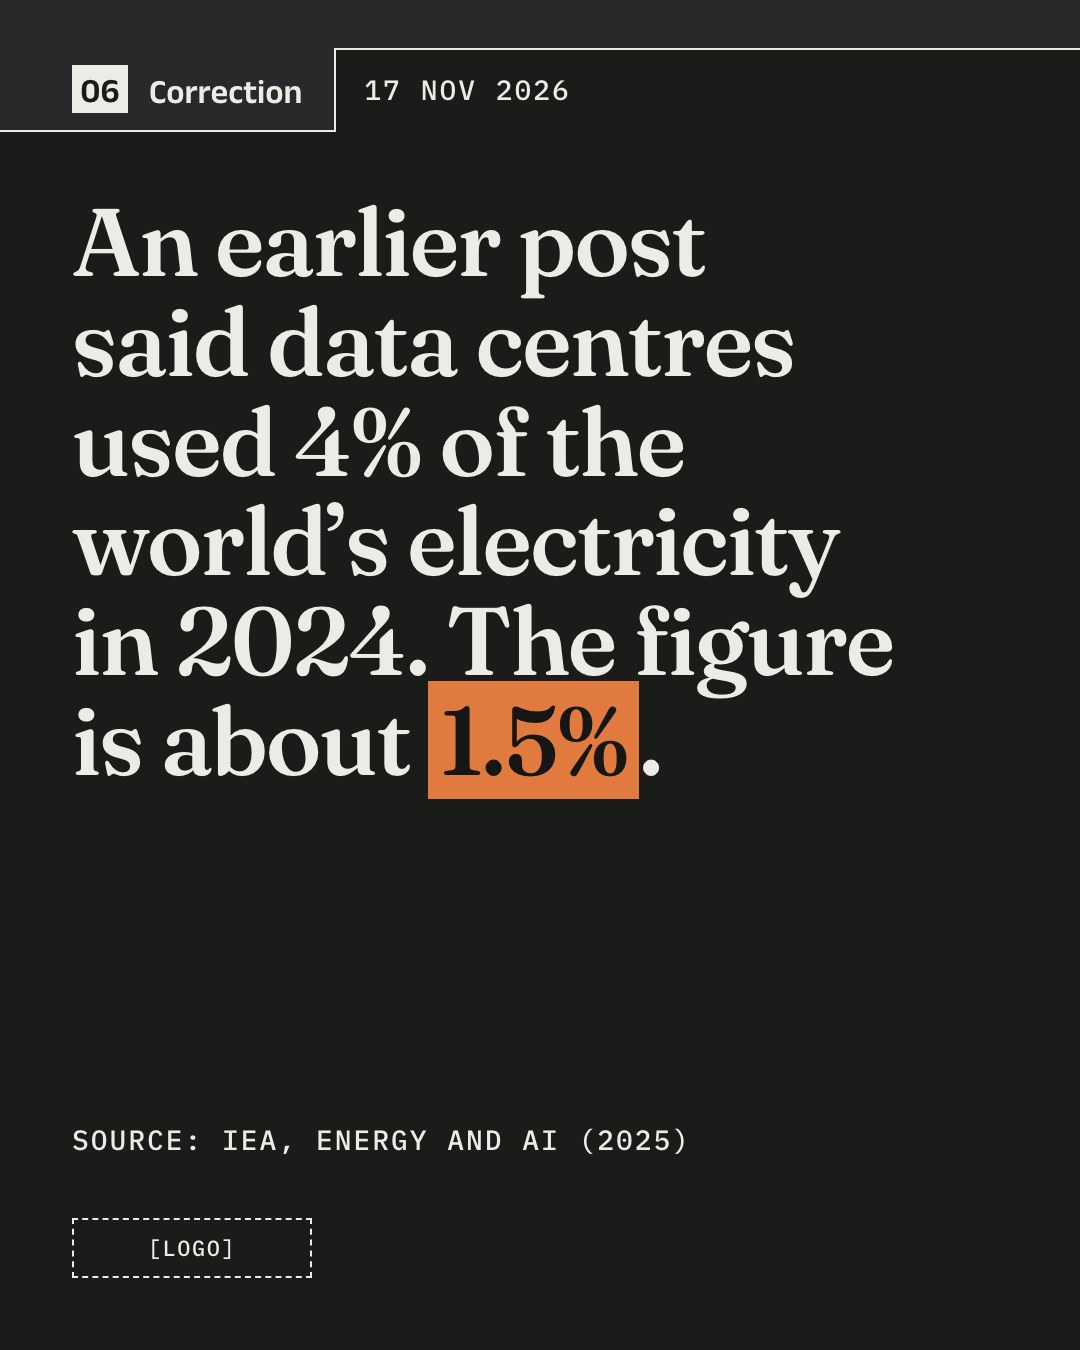 06 Correction
17 NOV 2026
An earlier post
said data centres
used 4% of the
world’s electricity
in 2024. The figure
is about 1.5%.
SOURCE: IEA, ENERGY AND AI (2025)
[LOGO]